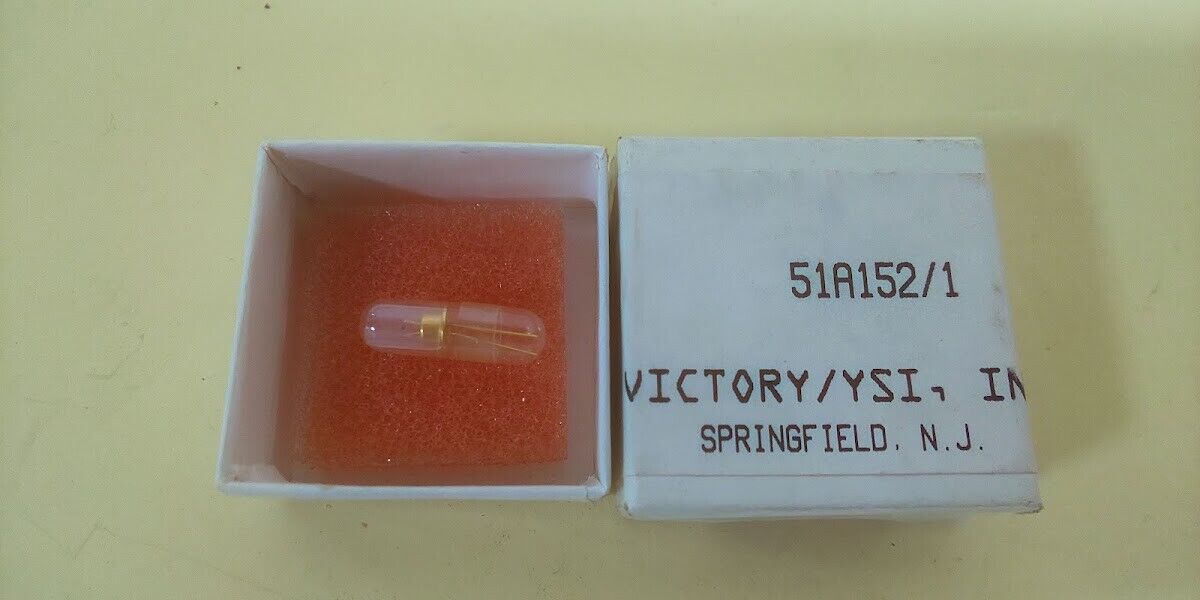 51A152/1
VICTORY/YSI, IN
SPRINGFIELD, N.J.